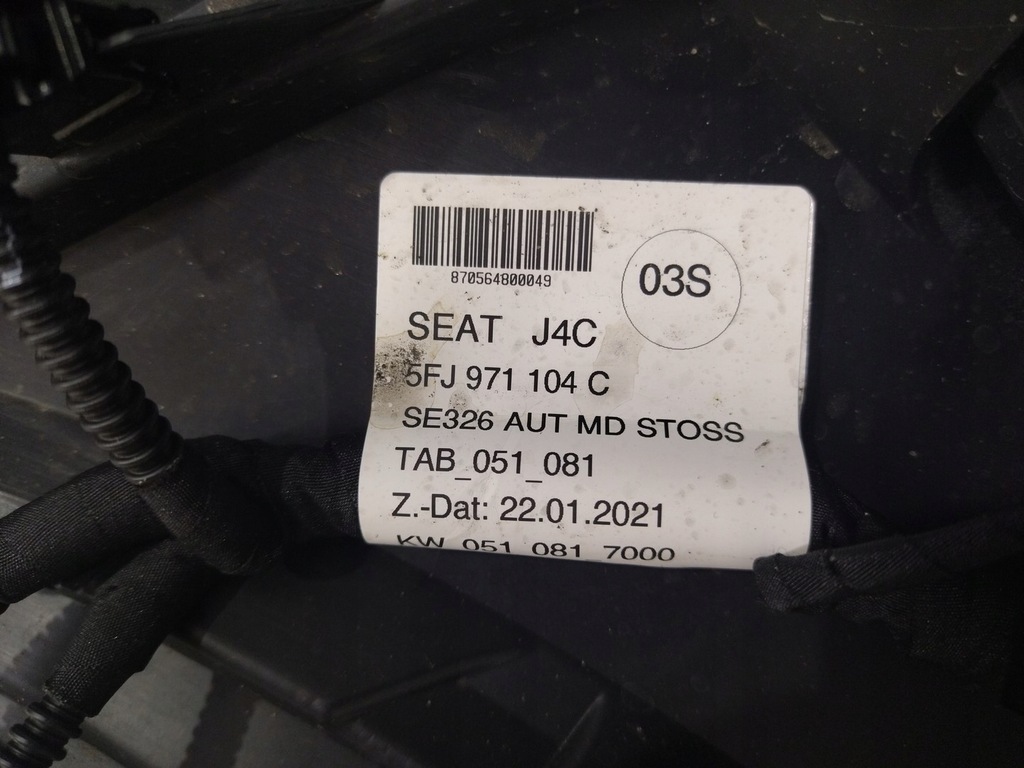 870564800049
03S
SEAT J4C
5FJ 971 104 C
SE326 AUT MD STOSS
TAB_051_081
Z.-Dat: 22.01.2021
KW_051_081_7000